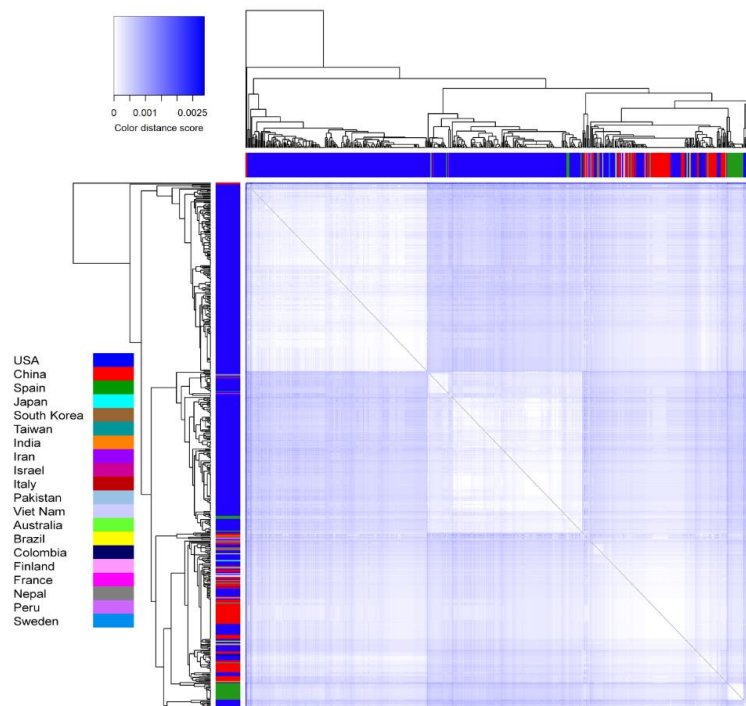 0 0.001 0.0025
Color distance score
USA
China
Spain
Japan
South Korea
Taiwan
India
Iran
Israel
Italy
Pakistan
Viet Nam
Australia
Brazil
Colombia
Finland
France
Nepal
Peru
Sweden